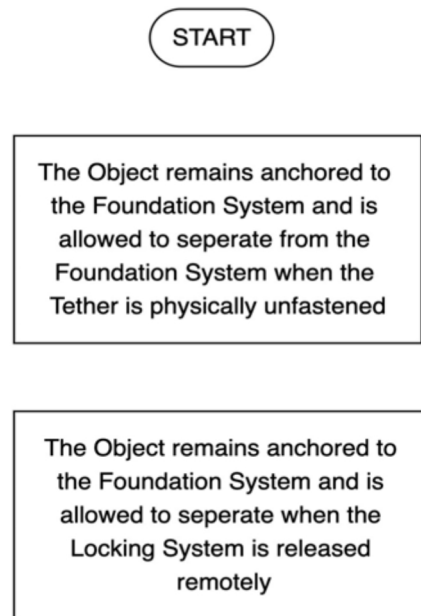 START
The Object remains anchored to
the Foundation System and is
allowed to seperate from the
Foundation System when the
Tether is physically unfastened
The Object remains anchored to
the Foundation System and is
allowed to seperate when the
Locking System is released
remotely